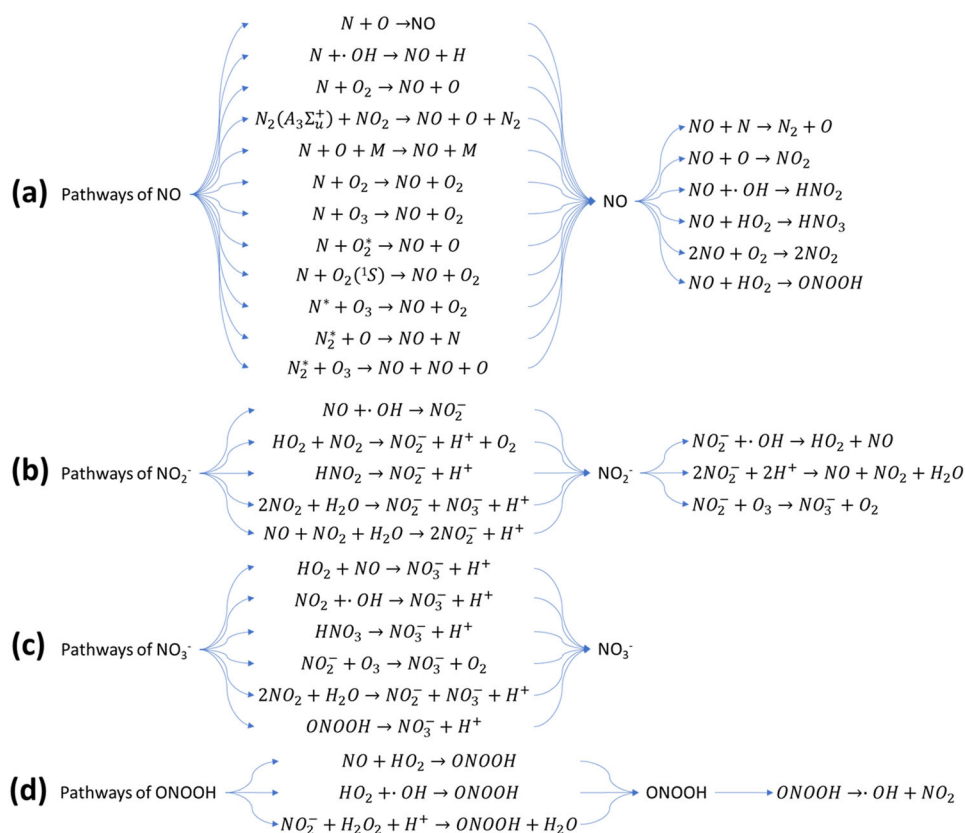 (a)
Pathways of NO
N + O →NO
N +· OH → NO + H
N + O₂ → NO + O
N₂(A₃Σᵤ⁺) + NO₂ → NO + O + N₂
N + O + M → NO + M
N + O₂ → NO + O₂
N + O₃ → NO + O₂
N + O₂* → NO + O
N + O₂(¹S) → NO + O₂
N* + O₃ → NO + O₂
N₂* + O → NO + N
N₂* + O₃ → NO + NO + O
NO
NO + N → N₂ + O
NO + O → NO₂
NO +· OH → HNO₂
NO + HO₂ → HNO₃
2NO + O₂ → 2NO₂
NO + HO₂ → ONOOH
(b)
Pathways of NO₂⁻
NO +· OH → NO₂⁻
HO₂ + NO₂ → NO₂⁻ + H⁺ + O₂
HNO₂ → NO₂⁻ + H⁺
2NO₂ + H₂O → NO₂⁻ + NO₃⁻ + H⁺
NO + NO₂ + H₂O → 2NO₂⁻ + H⁺
NO₂⁻
NO₂⁻ +· OH → HO₂ + NO
2NO₂⁻ + 2H⁺ → NO + NO₂ + H₂O
NO₂⁻ + O₃ → NO₃⁻ + O₂
(c)
Pathways of NO₃⁻
HO₂ + NO → NO₃⁻ + H⁺
NO₂ +· OH → NO₃⁻ + H⁺
HNO₃ → NO₃⁻ + H⁺
NO₂⁻ + O₃ → NO₃⁻ + O₂
2NO₂ + H₂O → NO₂⁻ + NO₃⁻ + H⁺
ONOOH → NO₃⁻ + H⁺
NO₃⁻
(d)
Pathways of ONOOH
NO + HO₂ → ONOOH
HO₂ +· OH → ONOOH
NO₂⁻ + H₂O₂ + H⁺ → ONOOH + H₂O
ONOOH
ONOOH →· OH + NO₂